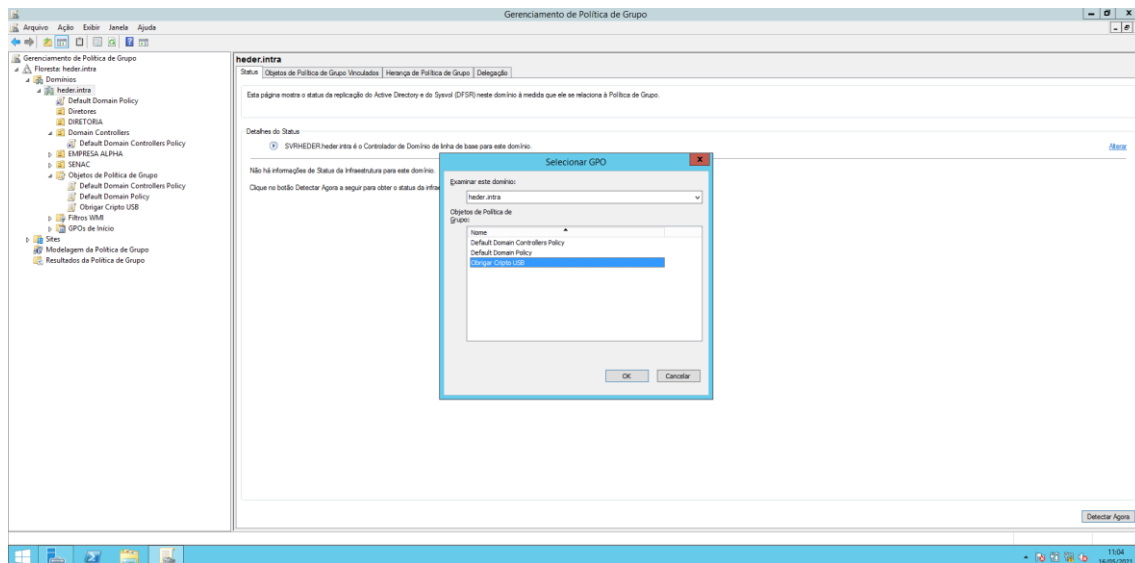 Gerenciamento de Política de Grupo
Arquivo Ação Exibir Janela Ajuda
Gerenciamento de Política de Grupo
Floresta: heder.intra
Domínios
heder.intra
Default Domain Policy
Diretores
DIRETORIA
Domain Controllers
Default Domain Controllers Policy
EMPRESA ALPHA
SENAC
Objetos de Política de Grupo
Default Domain Controllers Policy
Default Domain Policy
Obrigar Cripto USB
Filtros WMI
GPOs de Início
Sites
Modelagem da Política de Grupo
Resultados da Política de Grupo
heder.intra
Status Objetos de Política de Grupo Vinculados Herança de Política de Grupo Delegação
Esta página mostra o status da replicação do Active Directory e do Sysvol (DFSR) neste domínio à medida que ele se relaciona à Política de Grupo.
Detalhes do Status
SVRHEDER.heder.intra é o Controlador de Domínio de linha de base para este domínio.
Alterar
Não há informações de Status da Infraestrutura para este domínio.
Clique no botão Detectar Agora a seguir para obter o status da infrae
Selecionar GPO
x
Examinar este domínio:
heder.intra
Objetos de Política de
Grupo:
Name
Default Domain Controllers Policy
Default Domain Policy
Obrigar Cripto USB
OK Cancelar
Detectar Agora
11:04
16/05/2021